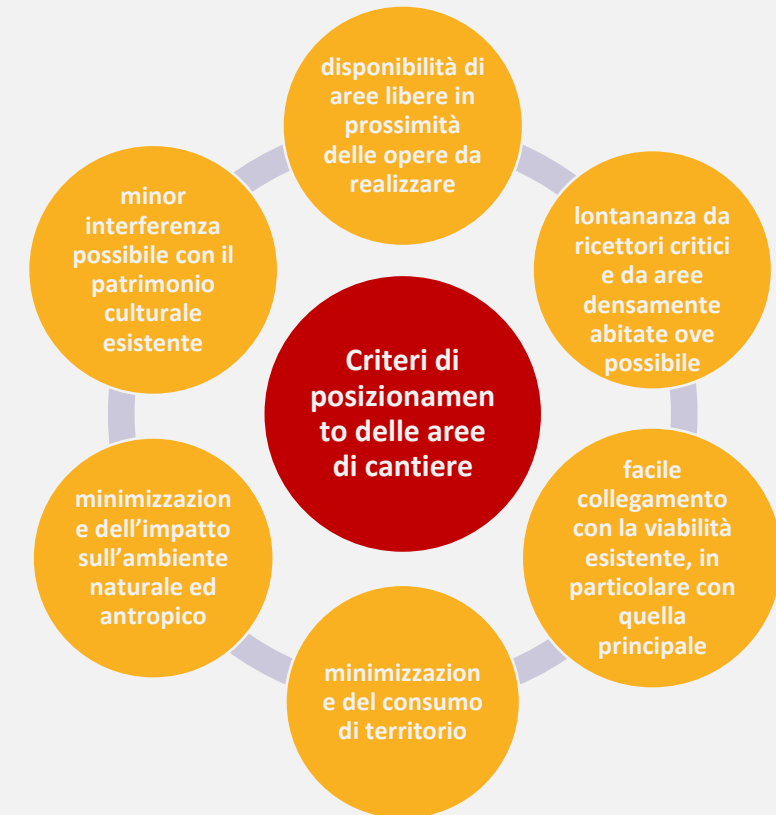 disponibilità di
aree libere in
prossimità
delle opere da
realizzare
lontananza da
ricettori critici
e da aree
densamente
abitate ove
possibile
facile
collegamento
con la viabilità
esistente, in
particolare con
quella
principale
minimizzazion
e del consumo
di territorio
minimizzazion
e dell’impatto
sull’ambiente
naturale ed
antropico
minor
interferenza
possibile con il
patrimonio
culturale
esistente
Criteri di
posizionamen
to delle aree
di cantiere